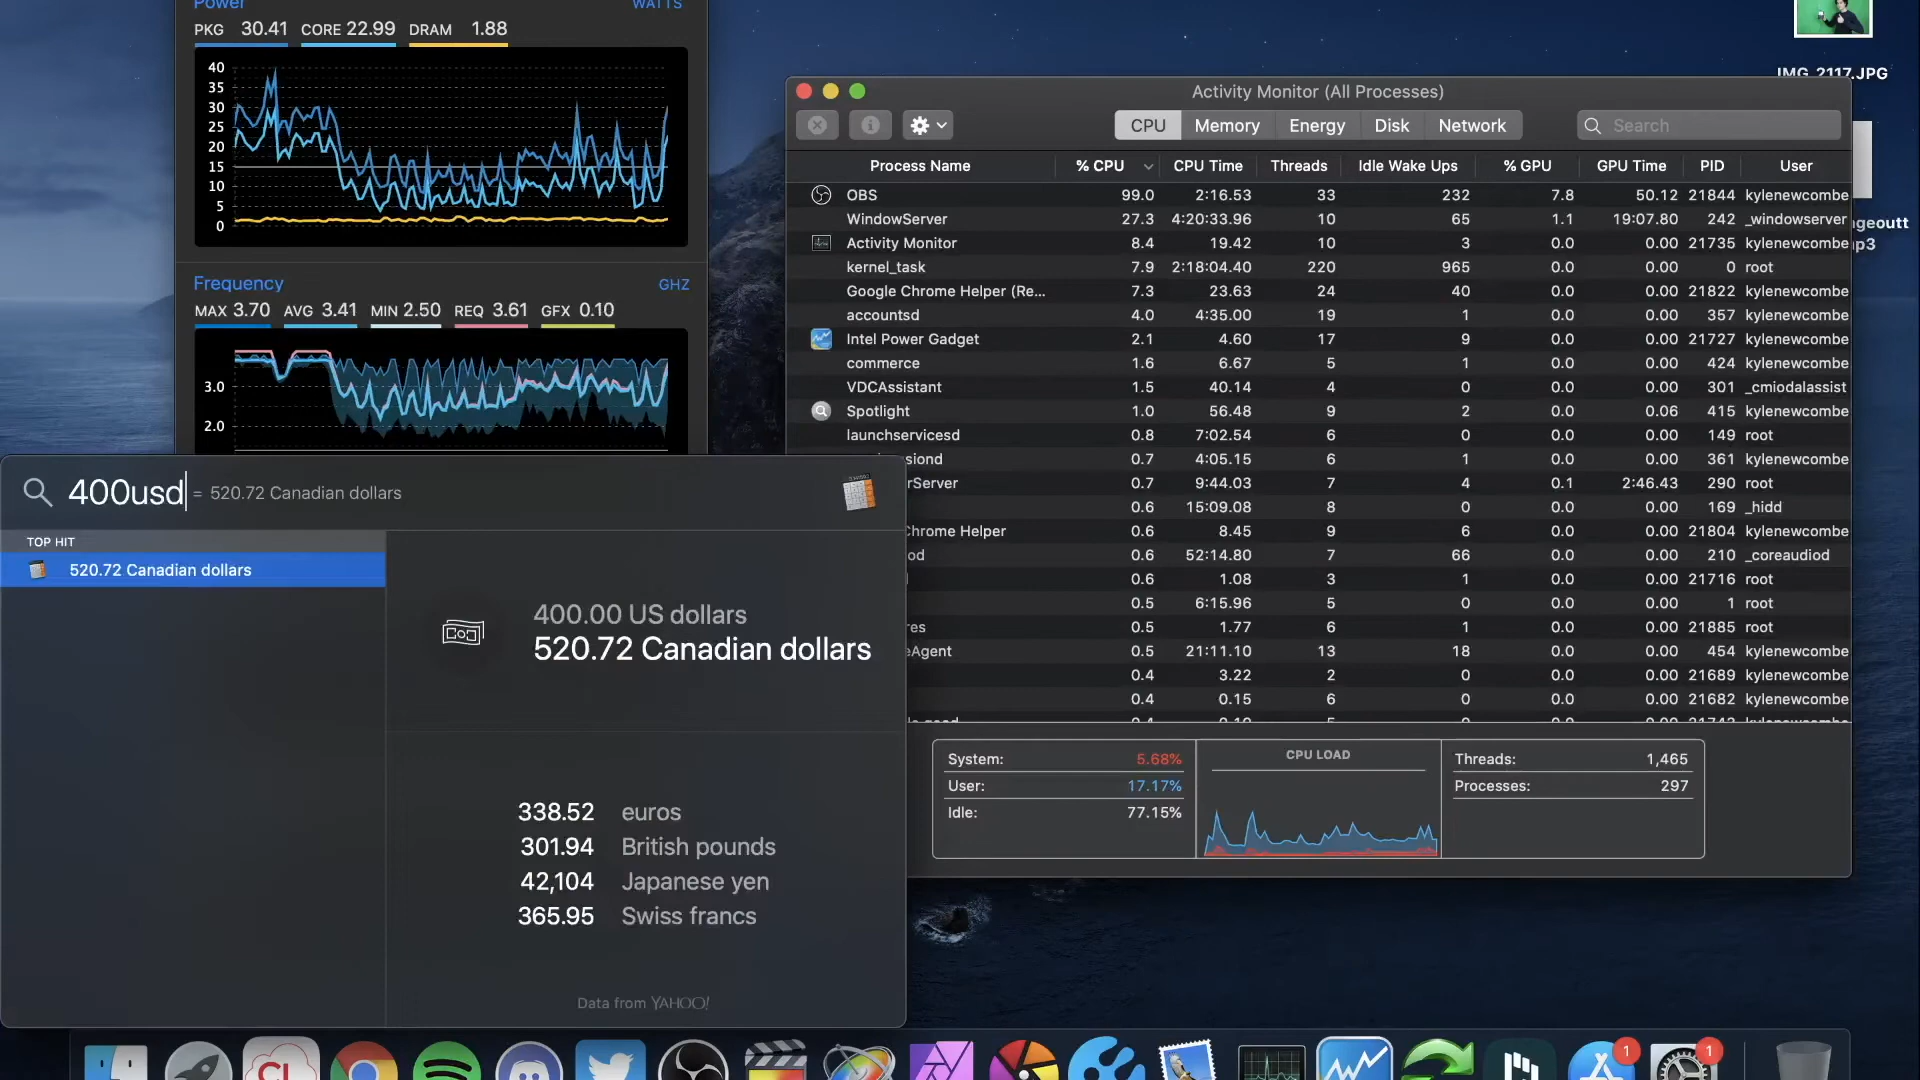 Power WATTS
PKG 30.41 CORE 22.99 DRAM 1.88
40
35
30
25
20
15
10
5
0
Frequency GHZ
MAX 3.70 AVG 3.41 MIN 2.50 REQ 3.61 GFX 0.10
3.0
2.0
400usd = 520.72 Canadian dollars
TOP HIT
520.72 Canadian dollars
400.00 US dollars
520.72 Canadian dollars
338.52 euros
301.94 British pounds
42,104 Japanese yen
365.95 Swiss francs
Data from YAHOO!
IMG_2117.JPG
Activity Monitor (All Processes)
CPU Memory Energy Disk Network Search
Process Name % CPU CPU Time Threads Idle Wake Ups % GPU GPU Time PID User
OBS 99.0 2:16.53 33 232 7.8 50.12 21844 kylenewcombe
WindowServer 27.3 4:20:33.96 10 65 1.1 19:07.80 242 _windowserver
Activity Monitor 8.4 19.42 10 3 0.0 0.00 21735 kylenewcombe
kernel_task 7.9 2:18:04.40 220 965 0.0 0.00 0 root
Google Chrome Helper (Re... 7.3 23.63 24 40 0.0 0.00 21822 kylenewcombe
accountsd 4.0 4:35.00 19 1 0.0 0.00 357 kylenewcombe
Intel Power Gadget 2.1 4.60 17 9 0.0 0.00 21727 kylenewcombe
commerce 1.6 6.67 5 1 0.0 0.00 424 kylenewcombe
VDCAssistant 1.5 40.14 4 0 0.0 0.00 301 _cmiodalassist
Spotlight 1.0 56.48 9 2 0.0 0.06 415 kylenewcombe
launchservicesd 0.8 7:02.54 6 0 0.0 0.00 149 root
siond 0.7 4:05.15 6 1 0.0 0.00 361 kylenewcombe
rServer 0.7 9:44.03 7 4 0.1 2:46.43 290 root
0.6 15:09.08 8 0 0.0 0.00 169 _hidd
Chrome Helper 0.6 8.45 9 6 0.0 0.00 21804 kylenewcombe
od 0.6 52:14.80 7 66 0.0 0.00 210 _coreaudiod
0.6 1.08 3 1 0.0 0.00 21716 root
0.5 6:15.96 5 0 0.0 0.00 1 root
res 0.5 1.77 6 1 0.0 0.00 21885 root
eAgent 0.5 21:11.10 13 18 0.0 0.00 454 kylenewcombe
0.4 3.22 2 0 0.0 0.00 21689 kylenewcombe
0.4 0.15 6 0 0.0 0.00 21682 kylenewcombe
System: 5.68%
User: 17.17%
Idle: 77.15%
CPU LOAD
Threads: 1,465
Processes: 297
geoutt
p3
1
1